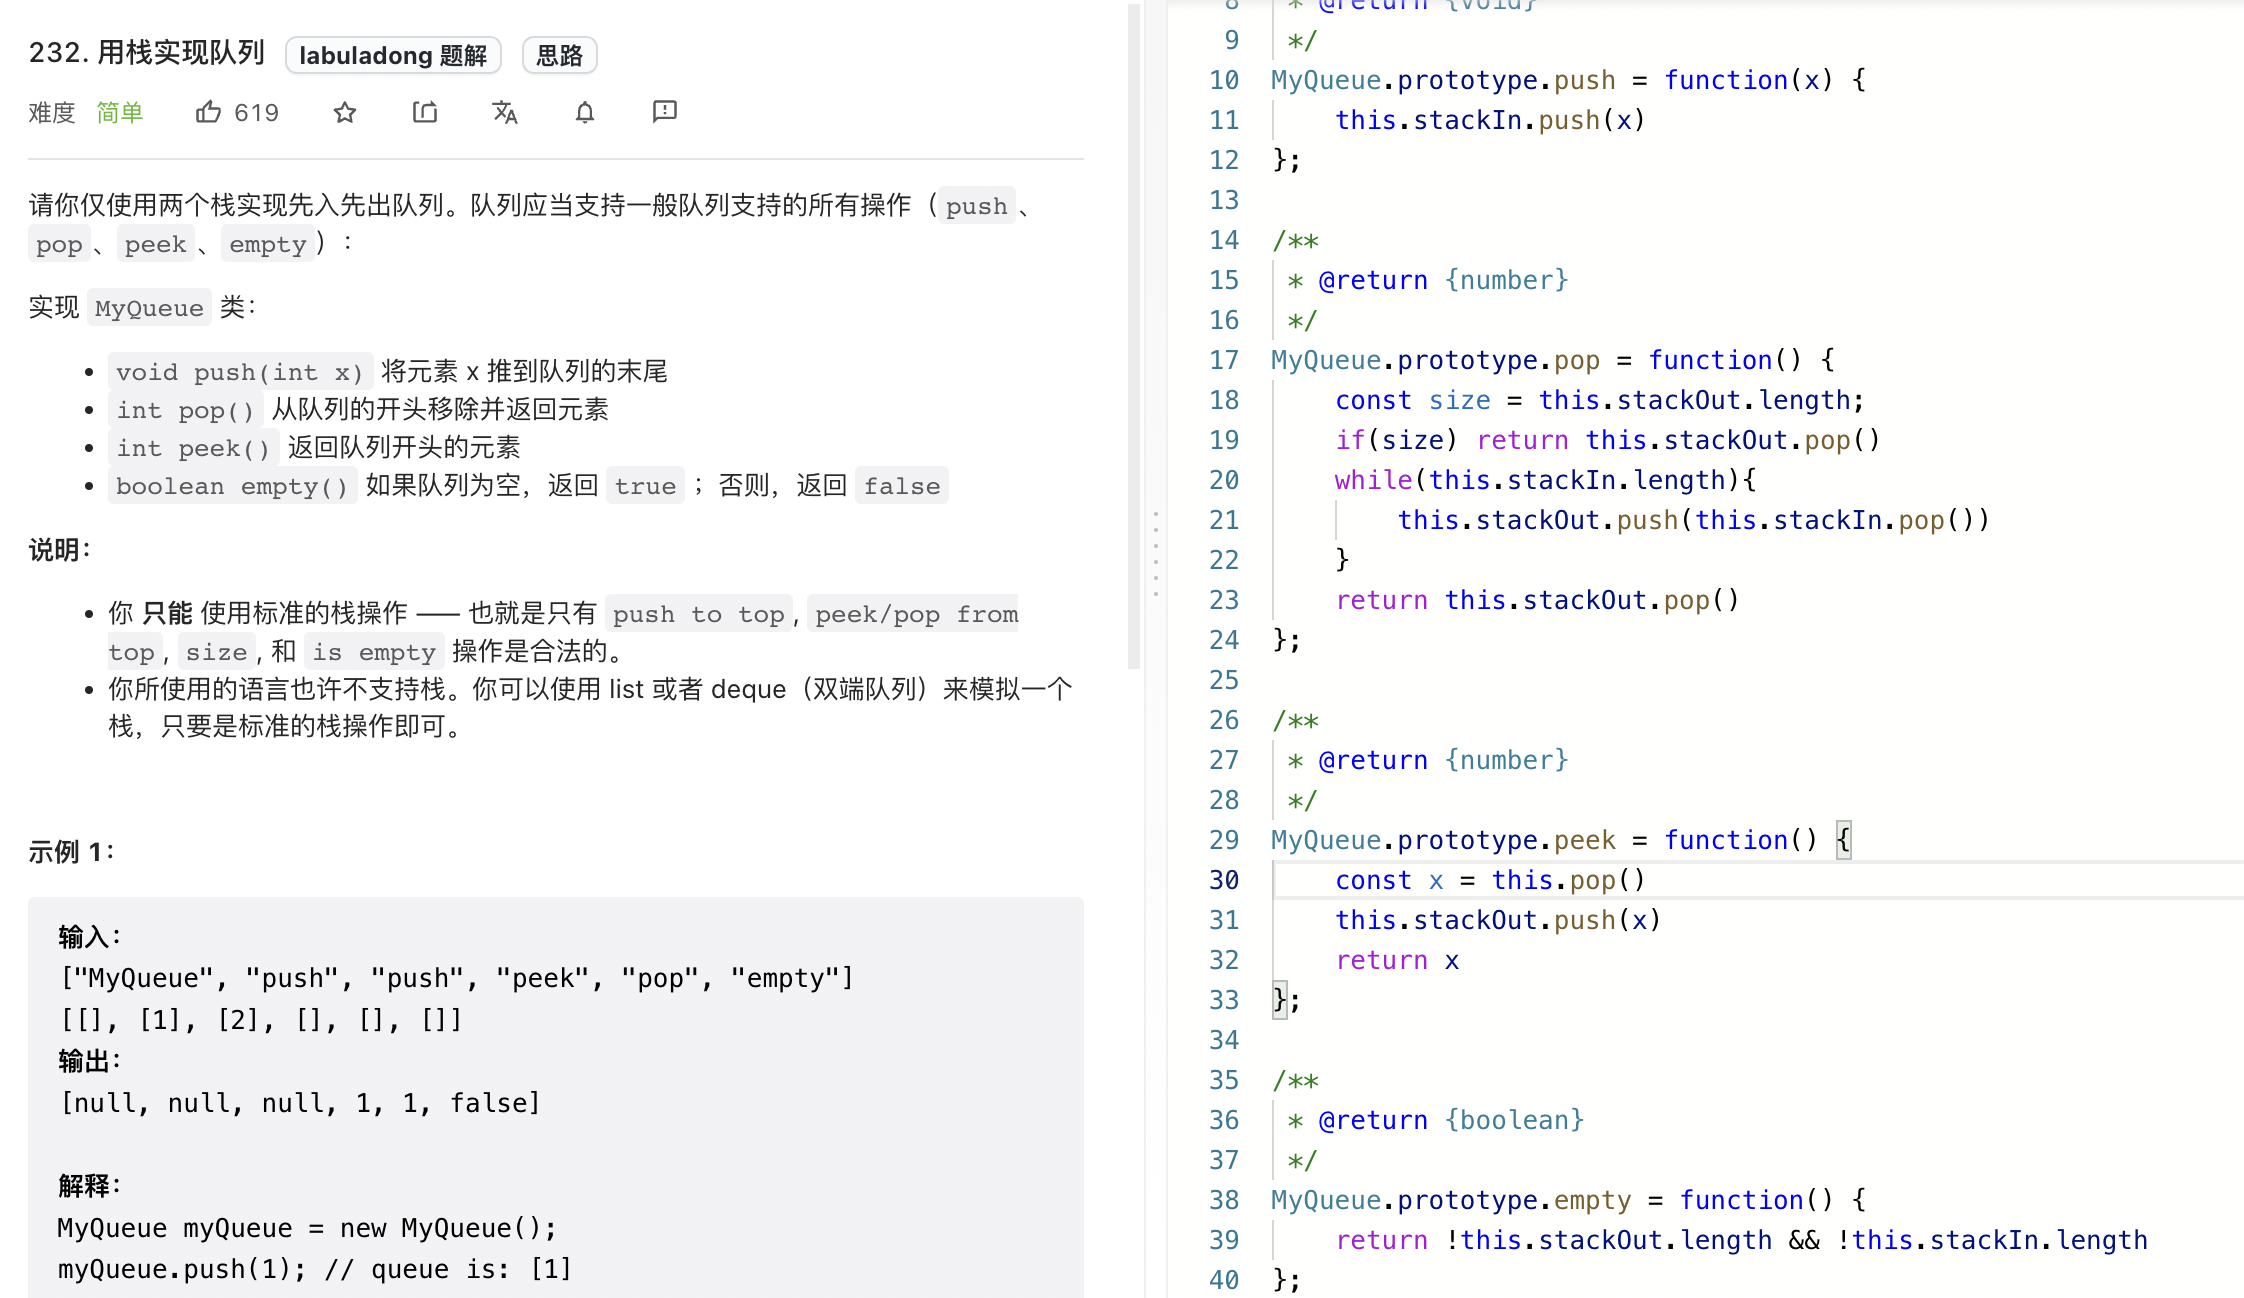 232. 用栈实现队列 labuladong 题解 思路
难度 简单 619
请你仅使用两个栈实现先入先出队列。队列应当支持一般队列支持的所有操作（push、
pop、peek、empty）：
实现 MyQueue 类：
void push(int x) 将元素 x 推到队列的末尾
int pop() 从队列的开头移除并返回元素
int peek() 返回队列开头的元素
boolean empty() 如果队列为空，返回 true ；否则，返回 false
说明：
你 只能 使用标准的栈操作 —— 也就是只有 push to top, peek/pop from
top, size, 和 is empty 操作是合法的。
你所使用的语言也许不支持栈。你可以使用 list 或者 deque（双端队列）来模拟一个
栈，只要是标准的栈操作即可。
示例 1：
输入：
["MyQueue", "push", "push", "peek", "pop", "empty"]
[[], [1], [2], [], [], []]
输出：
[null, null, null, 1, 1, false]
解释：
MyQueue myQueue = new MyQueue();
myQueue.push(1); // queue is: [1]
8 * @return {void}
9 */
10 MyQueue.prototype.push = function(x) {
11 this.stackIn.push(x)
12 };
13
14 /**
15 * @return {number}
16 */
17 MyQueue.prototype.pop = function() {
18 const size = this.stackOut.length;
19 if(size) return this.stackOut.pop()
20 while(this.stackIn.length){
21 this.stackOut.push(this.stackIn.pop())
22 }
23 return this.stackOut.pop()
24 };
25
26 /**
27 * @return {number}
28 */
29 MyQueue.prototype.peek = function() {
30 const x = this.pop()
31 this.stackOut.push(x)
32 return x
33 };
34
35 /**
36 * @return {boolean}
37 */
38 MyQueue.prototype.empty = function() {
39 return !this.stackOut.length && !this.stackIn.length
40 };